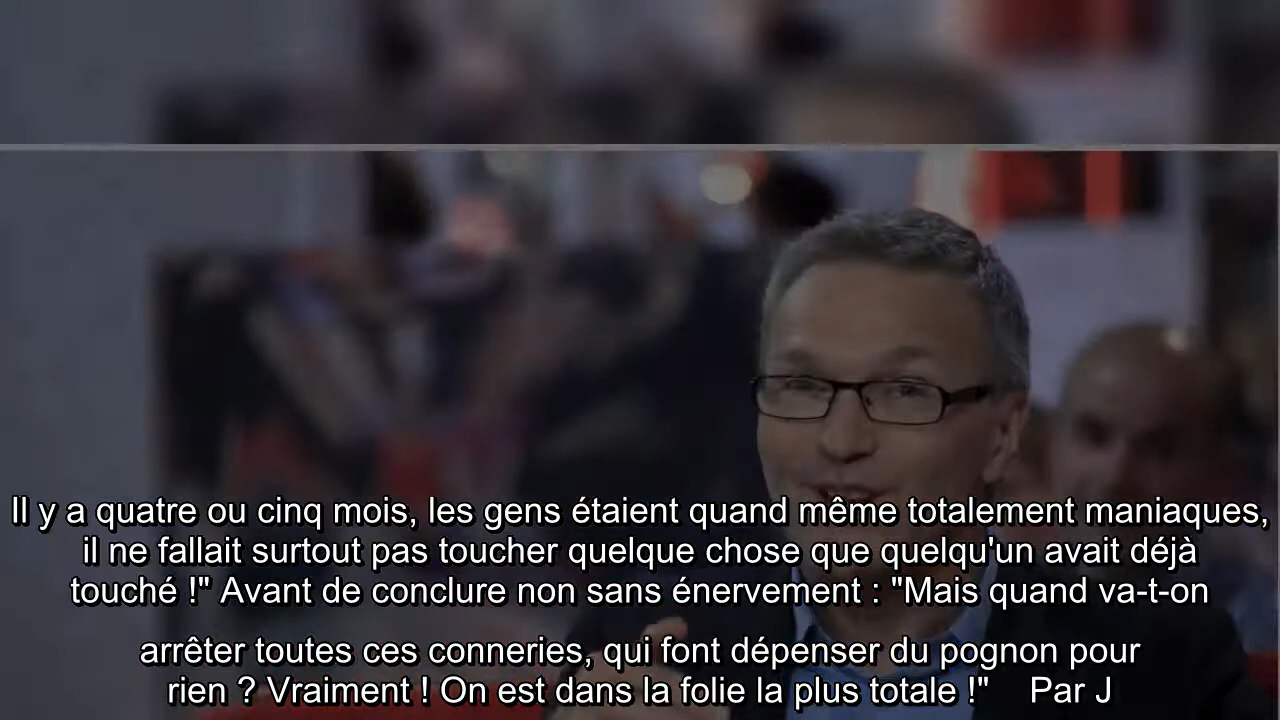 Il y a quatre ou cinq mois, les gens étaient quand même totalement maniaques,
il ne fallait surtout pas toucher quelque chose que quelqu'un avait déjà
touché !" Avant de conclure non sans énervement : "Mais quand va-t-on
arrêter toutes ces conneries, qui font dépenser du pognon pour
rien ? Vraiment ! On est dans la folie la plus totale !" Par J